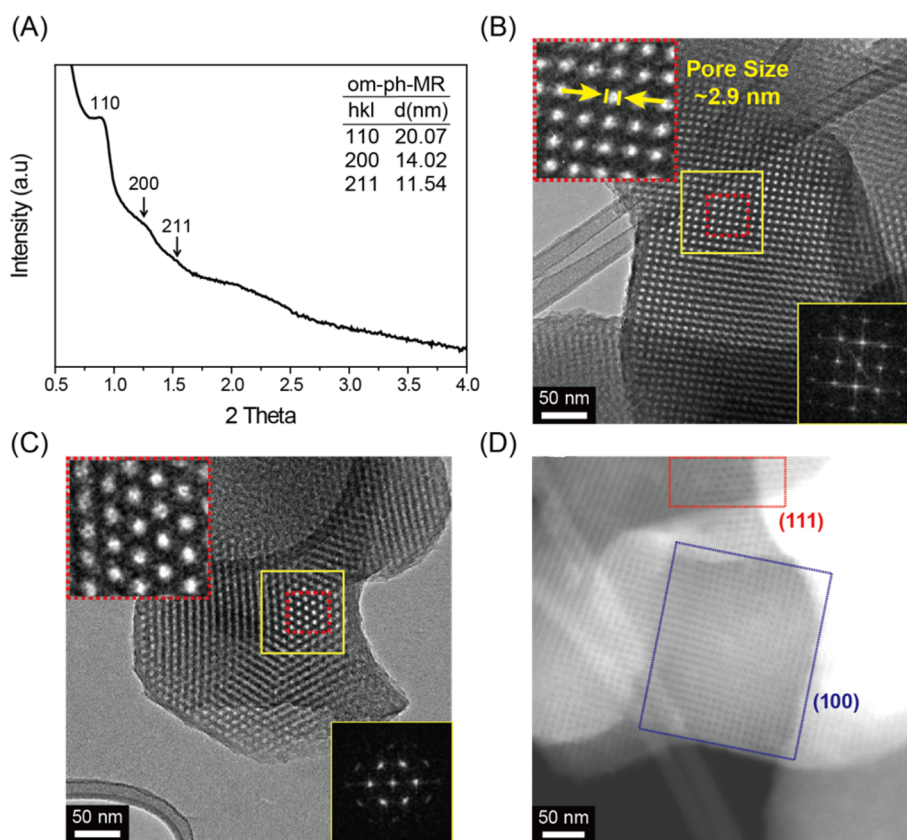 (A)
Intensity (a.u)
110
200
211
om-ph-MR
hkl d(nm)
110 20.07
200 14.02
211 11.54
0.5 1.0 1.5 2.0 2.5 3.0 3.5 4.0
2 Theta
(B)
Pore Size
~2.9 nm
50 nm
(C)
50 nm
(D)
(111)
(100)
50 nm